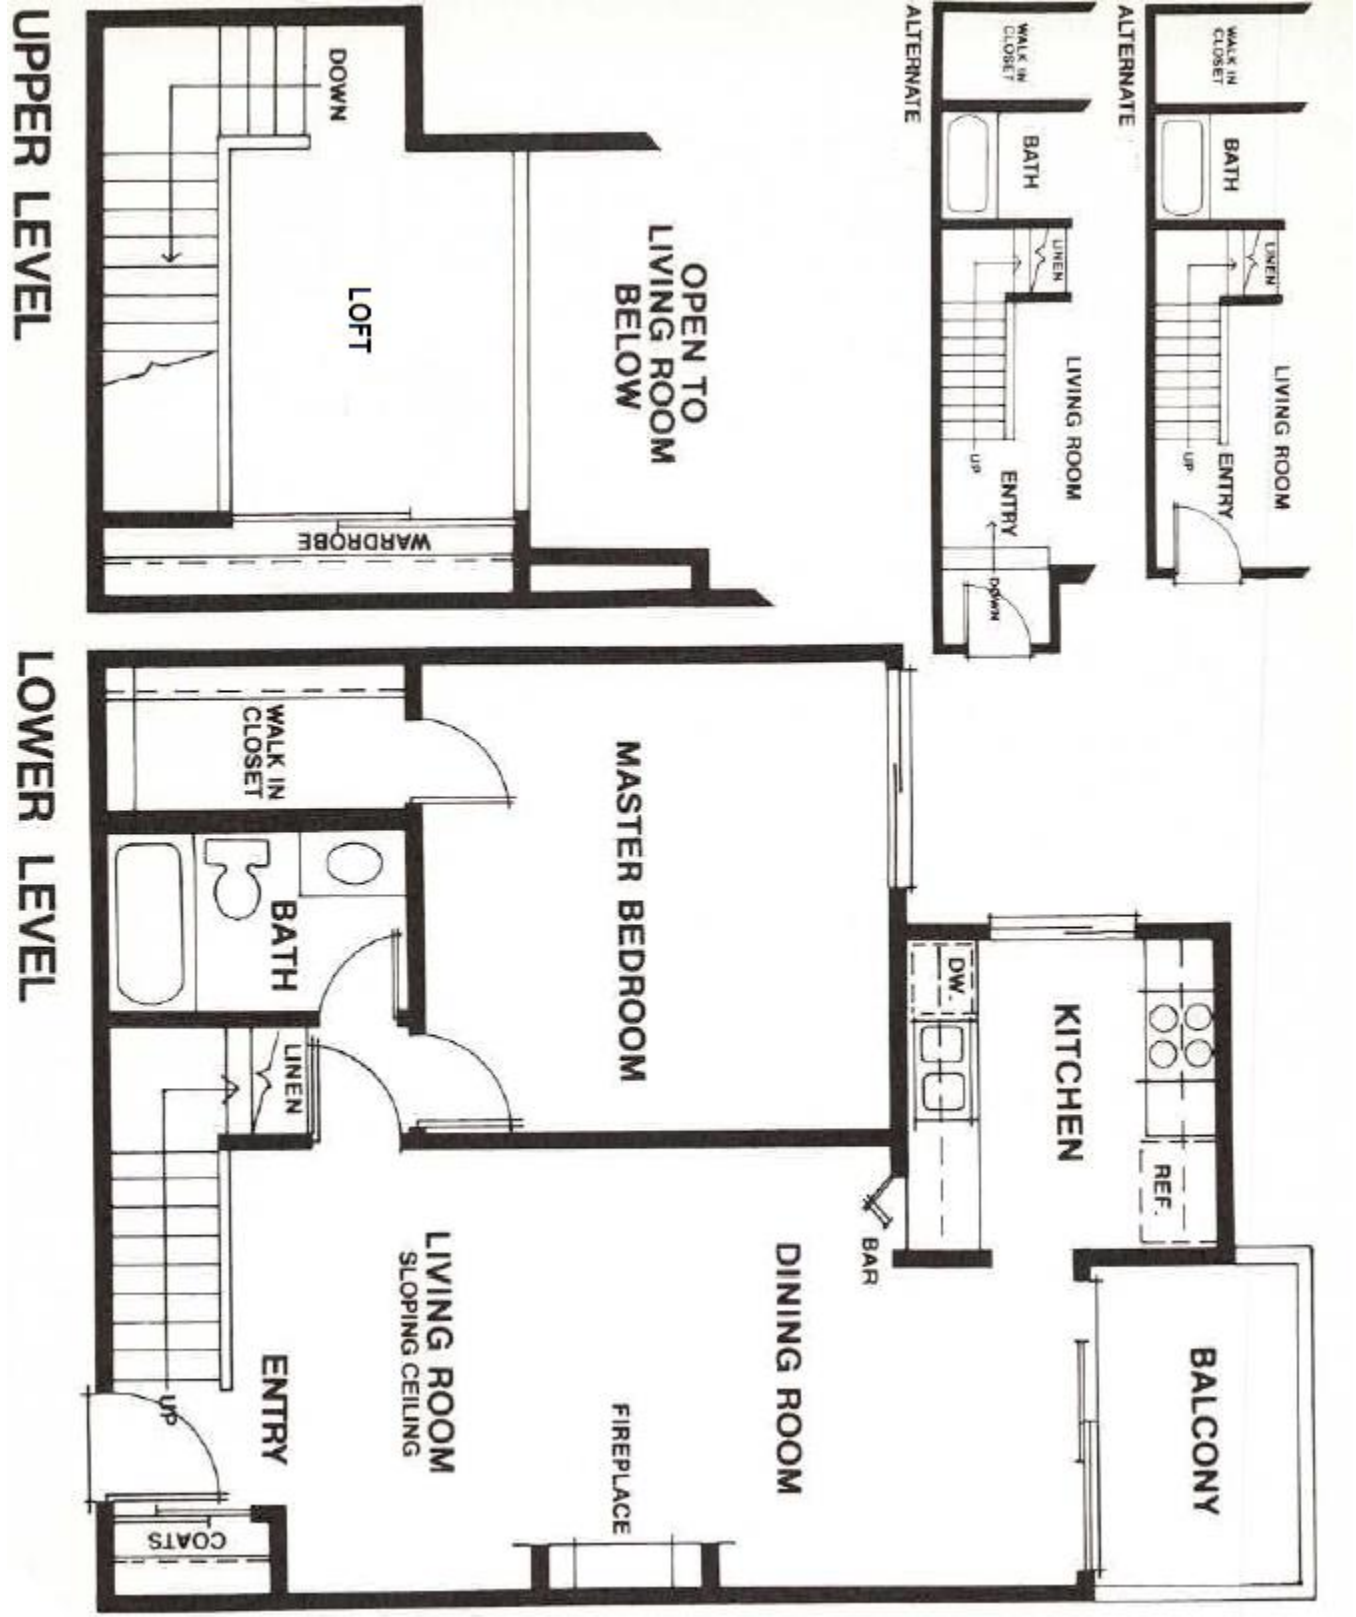 UPPER LEVEL
DOWN
LOFT
OPEN TO
LIVING ROOM
BELOW
WARDROBE
ALTERNATE
WALK IN
CLOSET
BATH
LINEN
LIVING ROOM
UP
ENTRY
DOWN
ALTERNATE
WALK IN
CLOSET
BATH
LINEN
LIVING ROOM
UP
ENTRY
LOWER LEVEL
WALK IN
CLOSET
MASTER BEDROOM
BATH
LINEN
DW.
KITCHEN
REF.
BAR
DINING ROOM
LIVING ROOM
SLOPING CEILING
ENTRY
UP
COATS
FIREPLACE
BALCONY